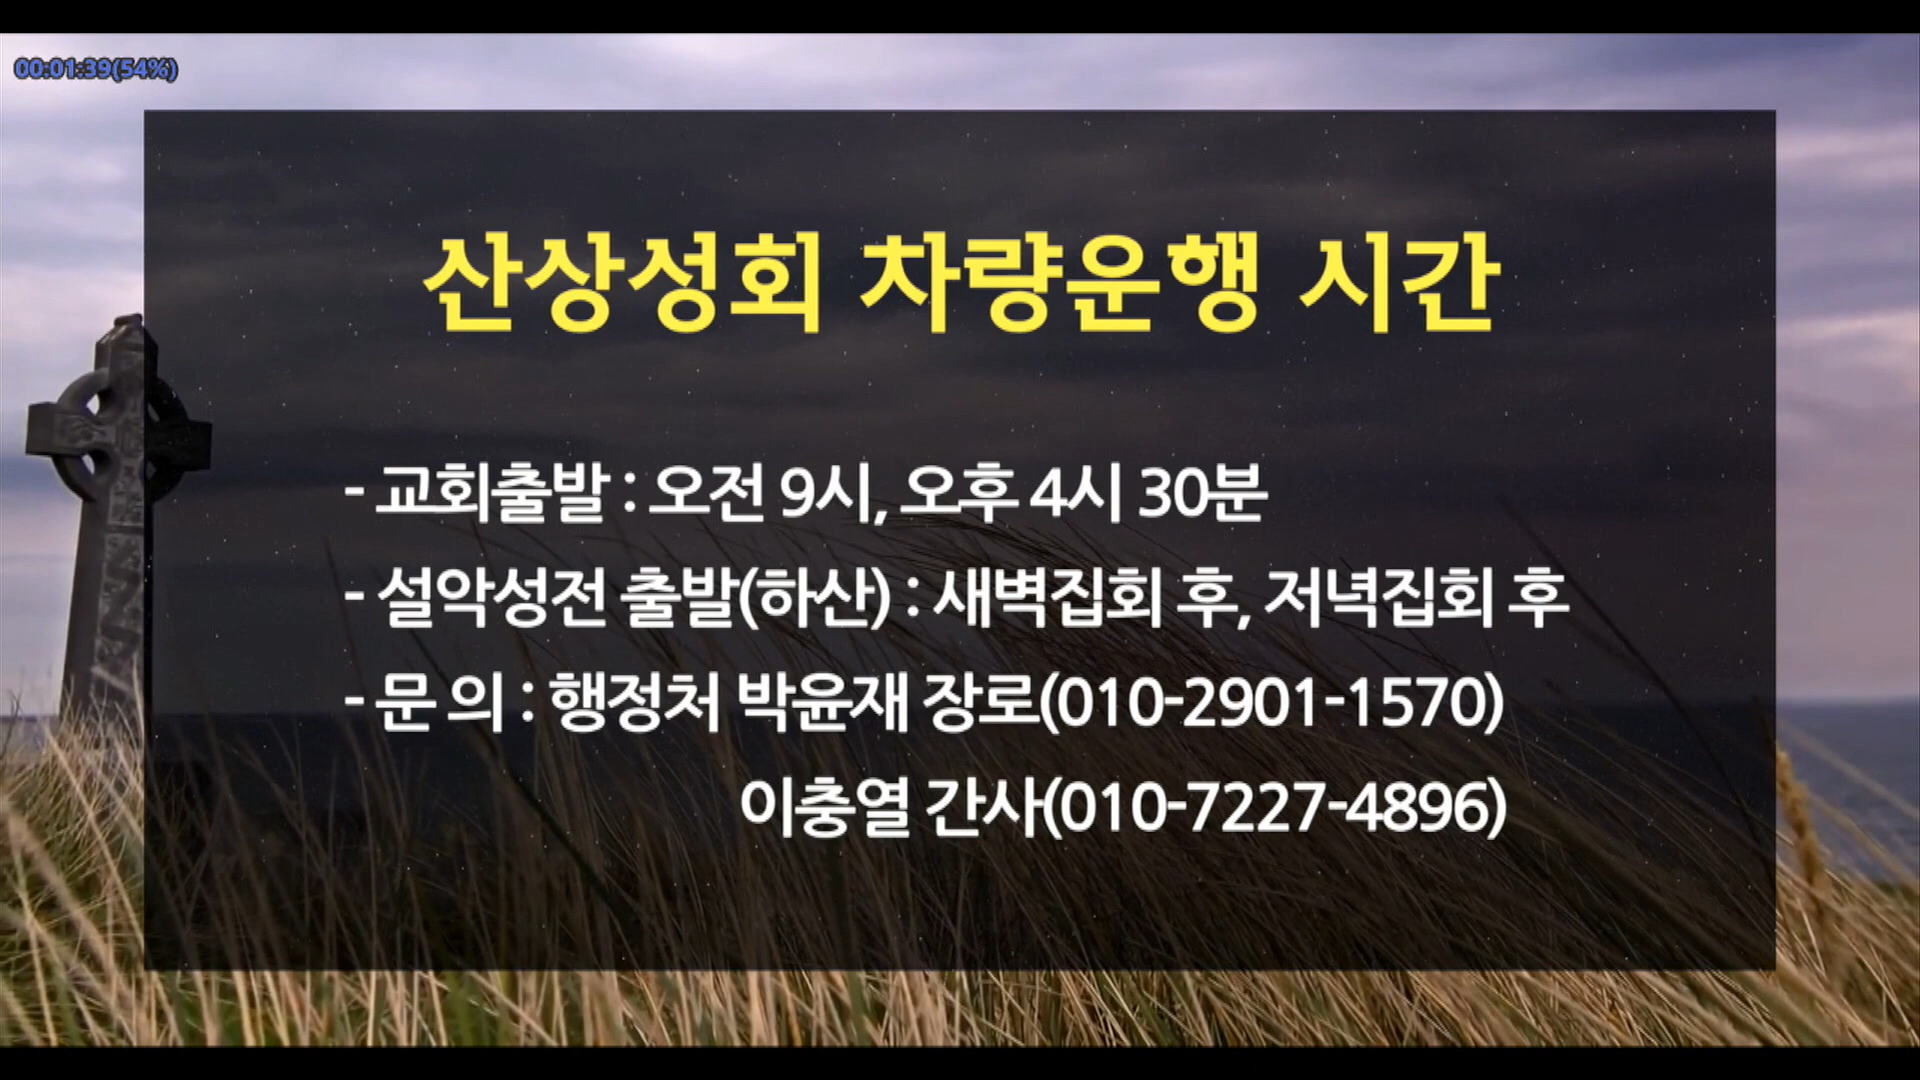 00:01:39(54%)
산상성회 차량운행 시간
- 교회출발 : 오전 9시, 오후 4시 30분
- 설악성전 출발(하산) : 새벽집회 후, 저녁집회 후
- 문 의 : 행정처 박윤재 장로(010-2901-1570)
이충열 간사(010-7227-4896)